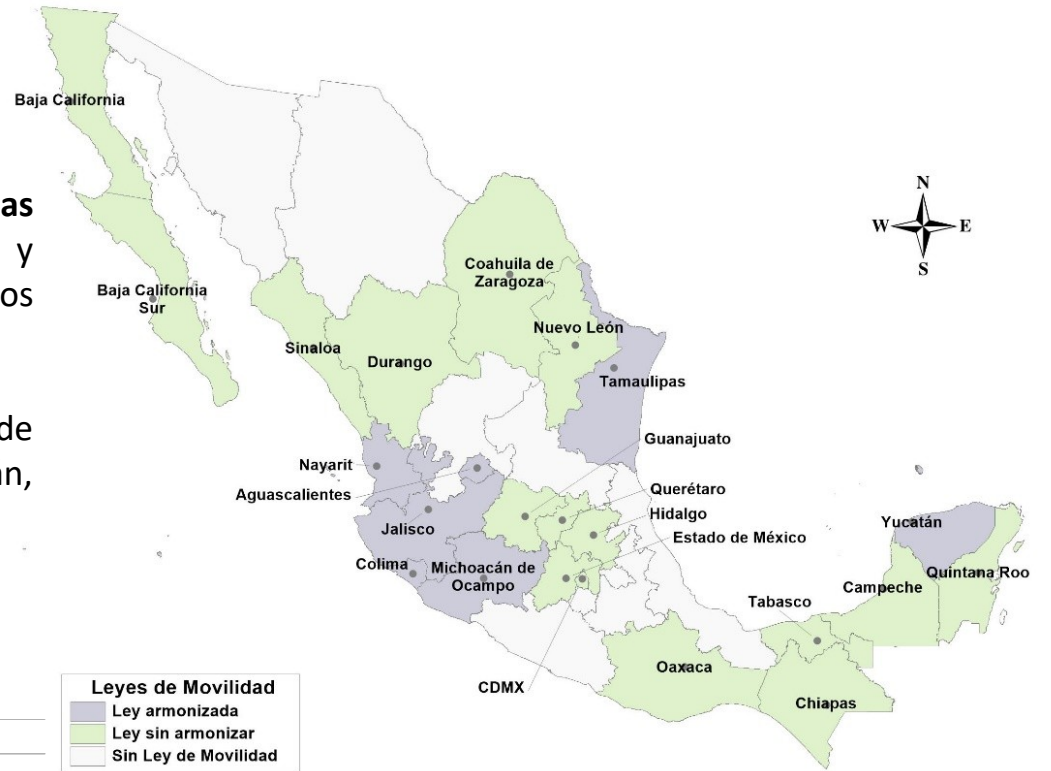 Baja California
N
W E
S
as
y
os
Baja California
Sur
Coahuila de
Zaragoza
Nuevo León
Sinaloa
Durango
Tamaulipas
de
an,
Guanajuato
Nayarit
Aguascalientes
Querétaro
Hidalgo
Jalisco
Estado de México
Yucatán
Colima
Michoacán de
Ocampo
Quintana Roo
Campeche
Tabasco
Oaxaca
CDMX
Chiapas
Leyes de Movilidad
Ley armonizada
Ley sin armonizar
Sin Ley de Movilidad